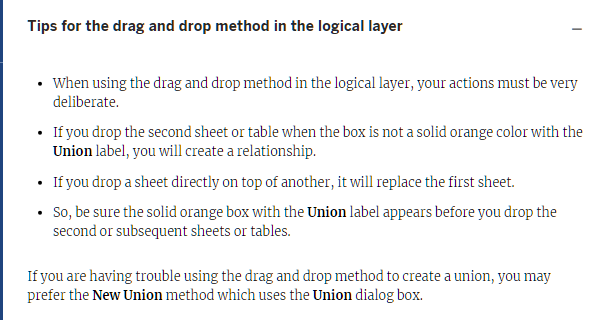 Tips for the drag and drop method in the logical layer
When using the drag and drop method in the logical layer, your actions must be very
deliberate.
If you drop the second sheet or table when the box is not a solid orange color with the
Union label, you will create a relationship.
If you drop a sheet directly on top of another, it will replace the first sheet.
So, be sure the solid orange box with the Union label appears before you drop the
second or subsequent sheets or tables.
If you are having trouble using the drag and drop method to create a union, you may
prefer the New Union method which uses the Union dialog box.